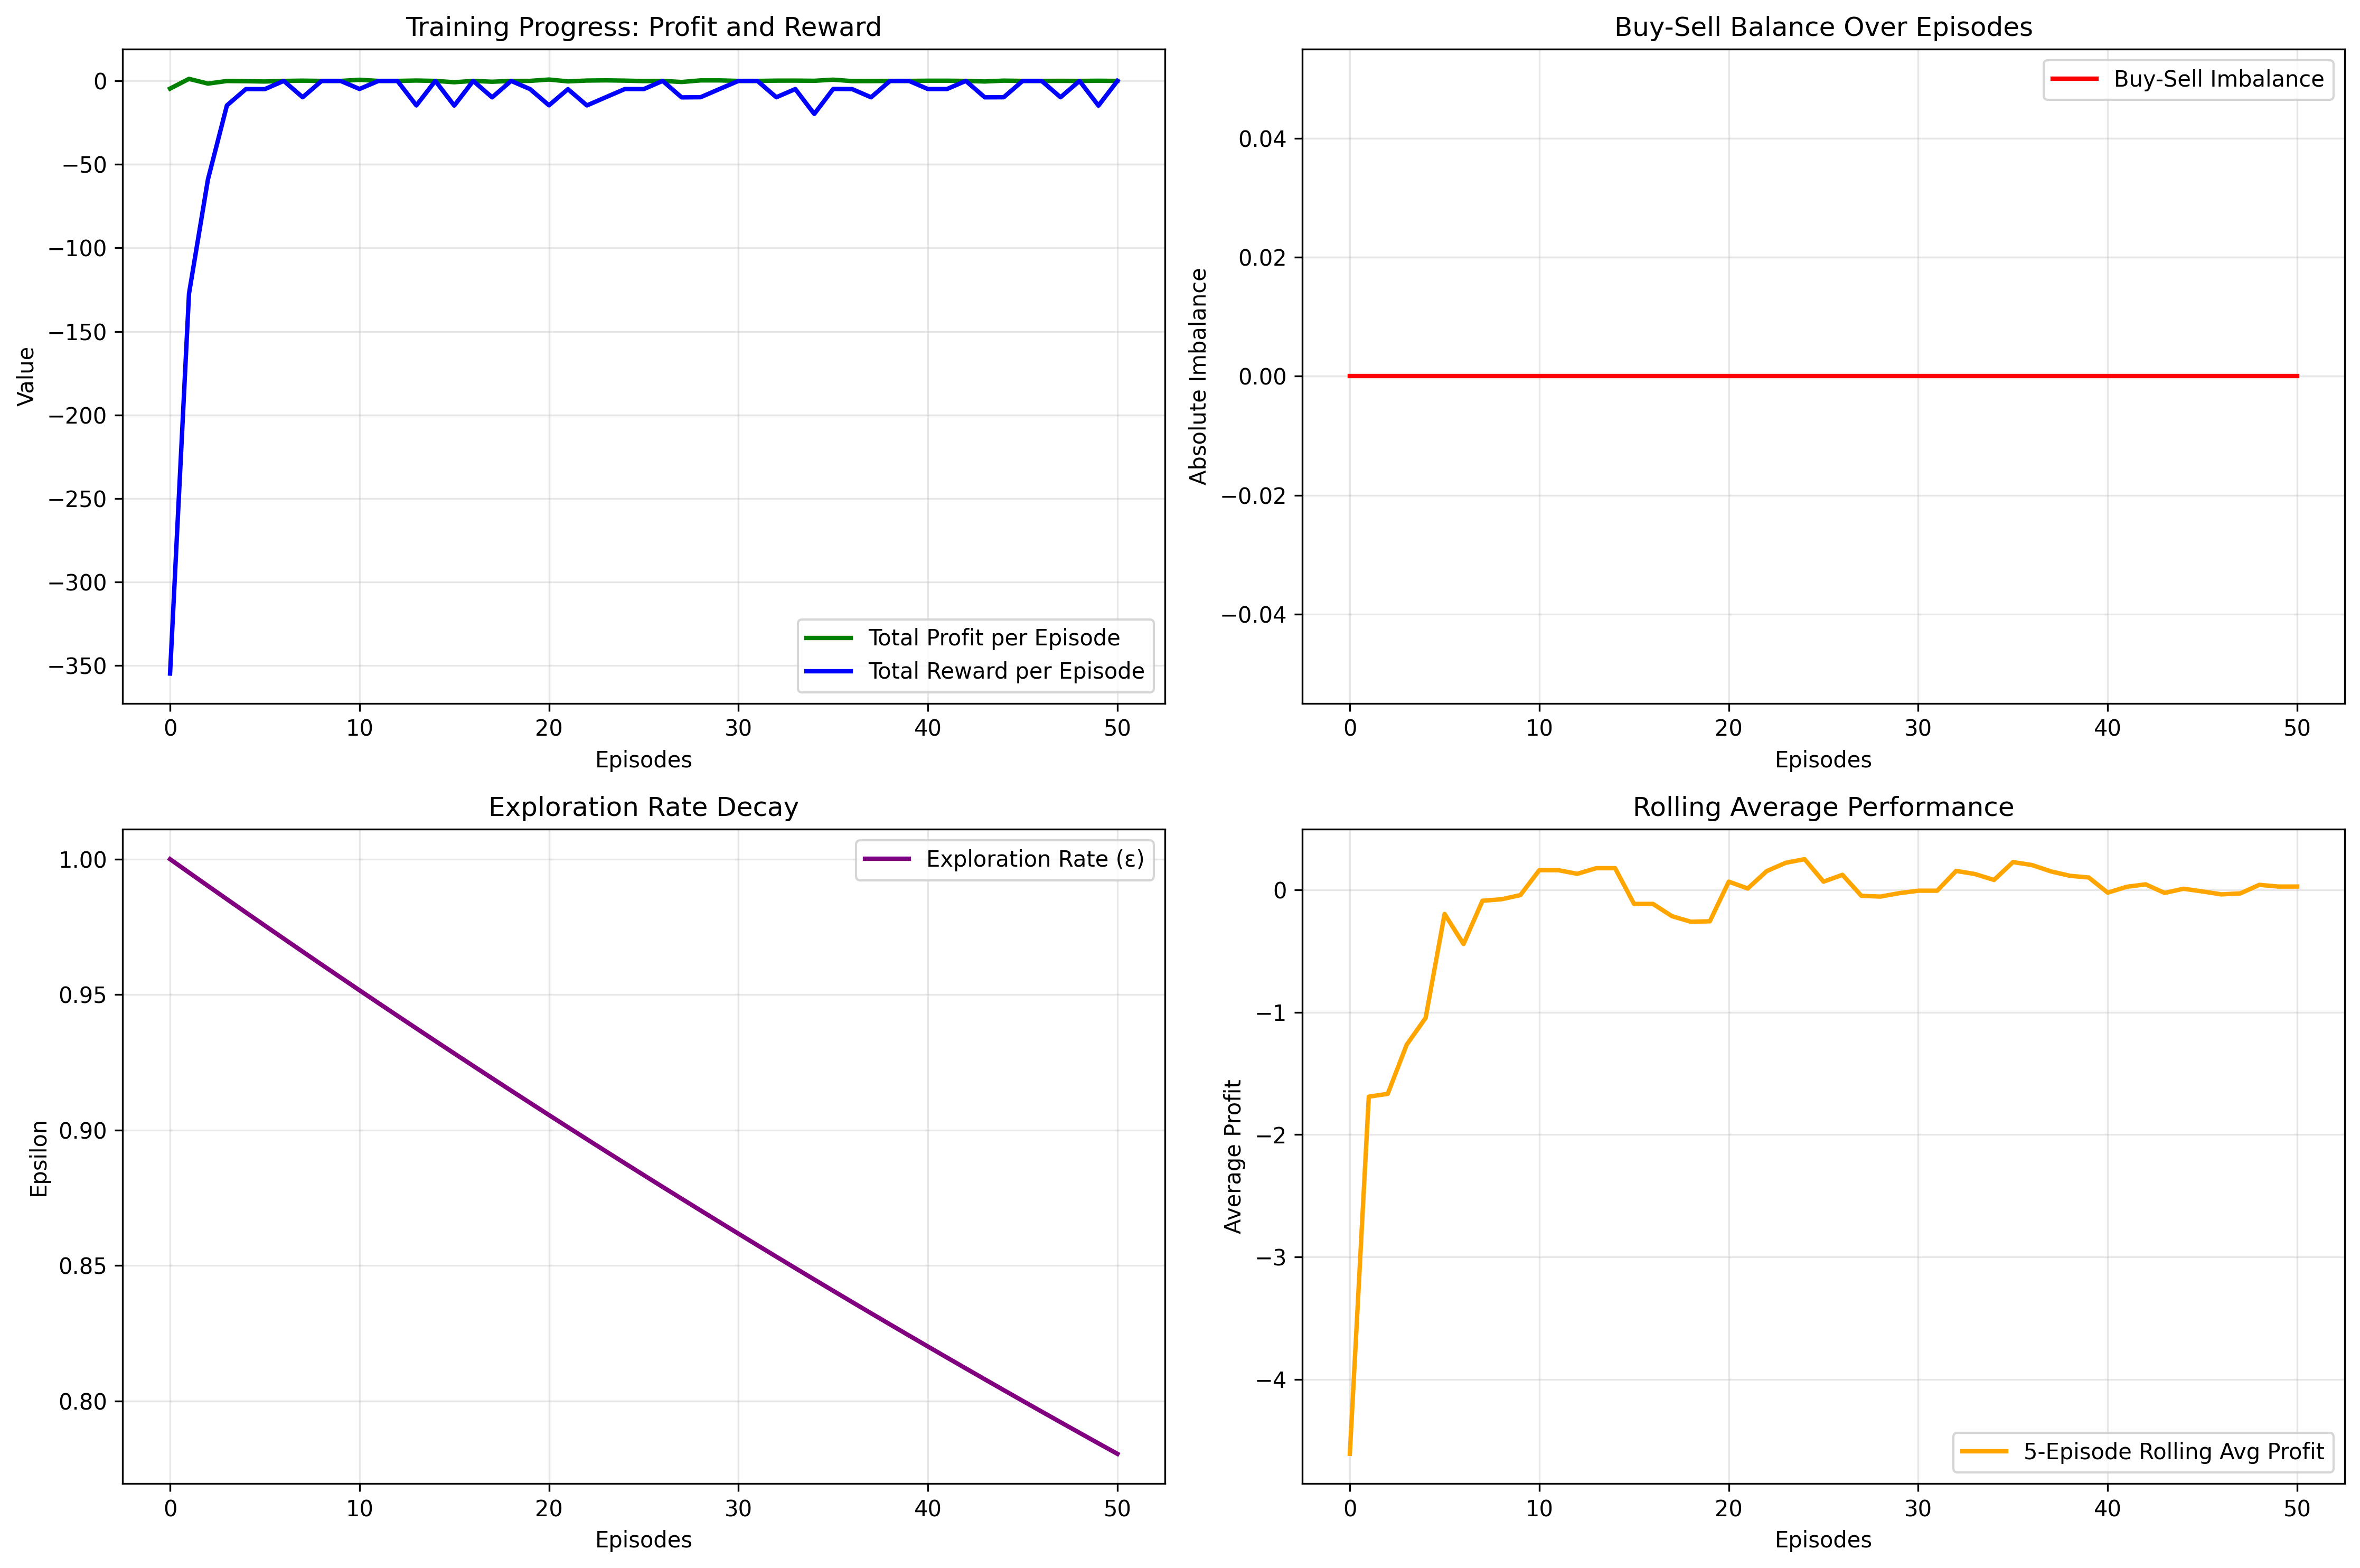 Training Progress: Profit and Reward
Value
0
−50
−100
−150
−200
−250
−300
−350
Total Profit per Episode
Total Reward per Episode
0 10 20 30 40 50
Episodes
Buy-Sell Balance Over Episodes
Absolute Imbalance
Buy-Sell Imbalance
0.04
0.02
0.00
−0.02
−0.04
0 10 20 30 40 50
Episodes
Exploration Rate Decay
Epsilon
Exploration Rate (ε)
1.00
0.95
0.90
0.85
0.80
0 10 20 30 40 50
Episodes
Rolling Average Performance
Average Profit
0
−1
−2
−3
−4
5-Episode Rolling Avg Profit
0 10 20 30 40 50
Episodes